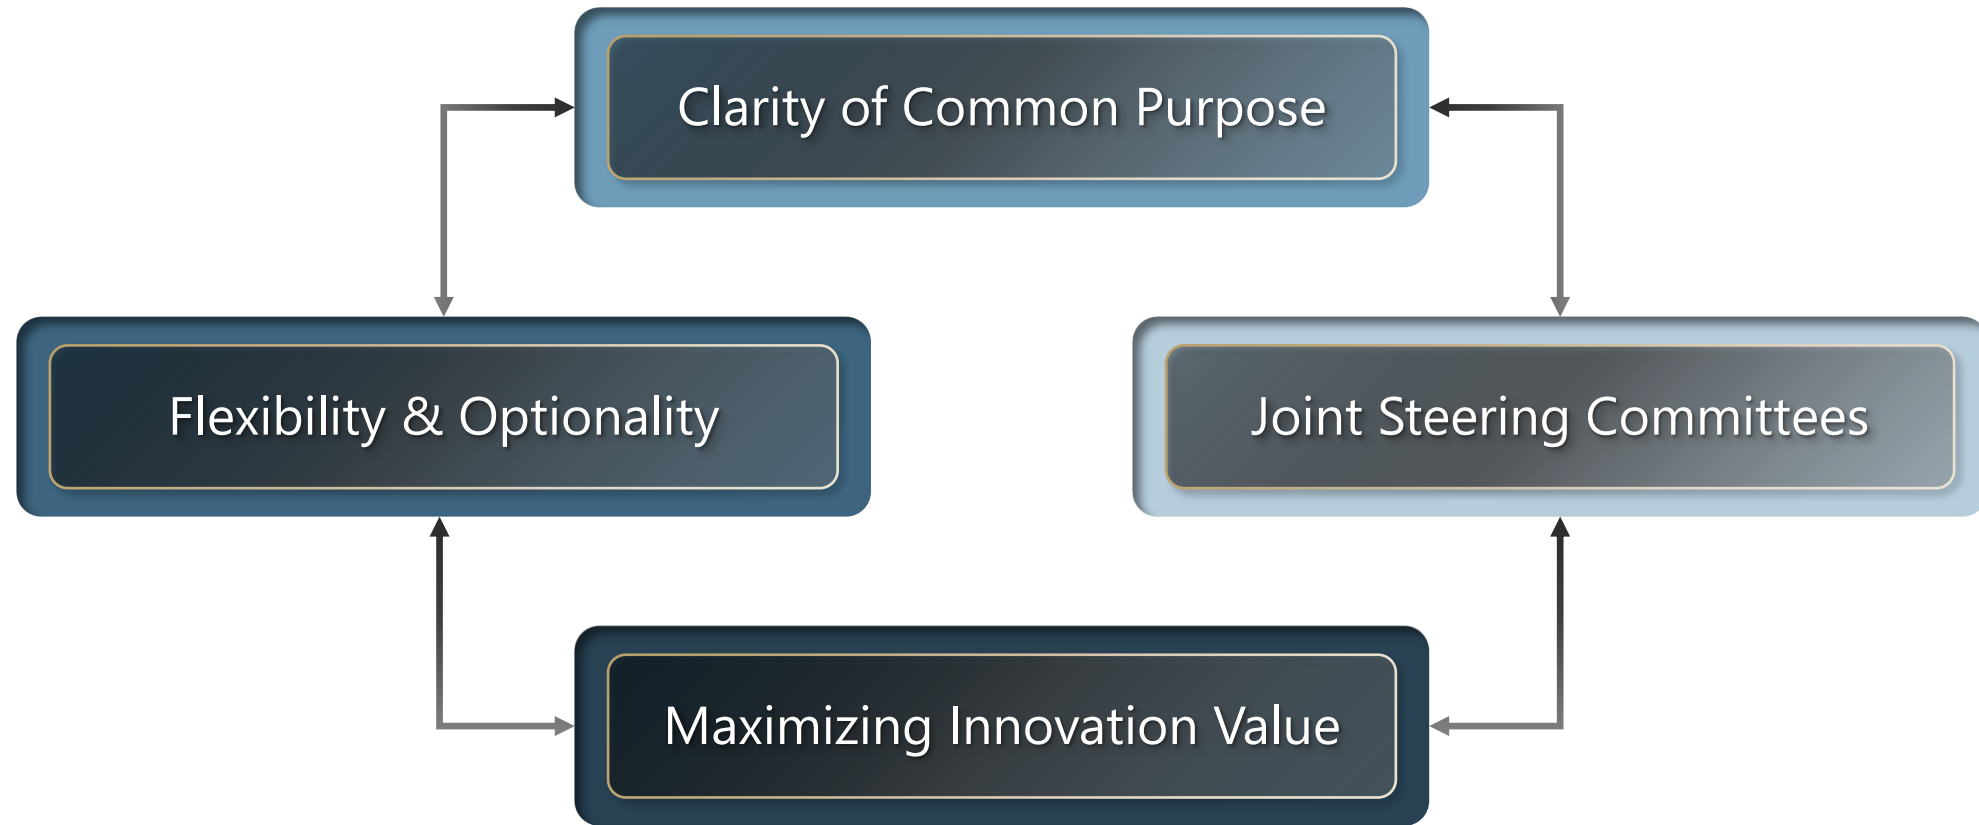 Clarity of Common Purpose
Flexibility & Optionality
Joint Steering Committees
Maximizing Innovation Value